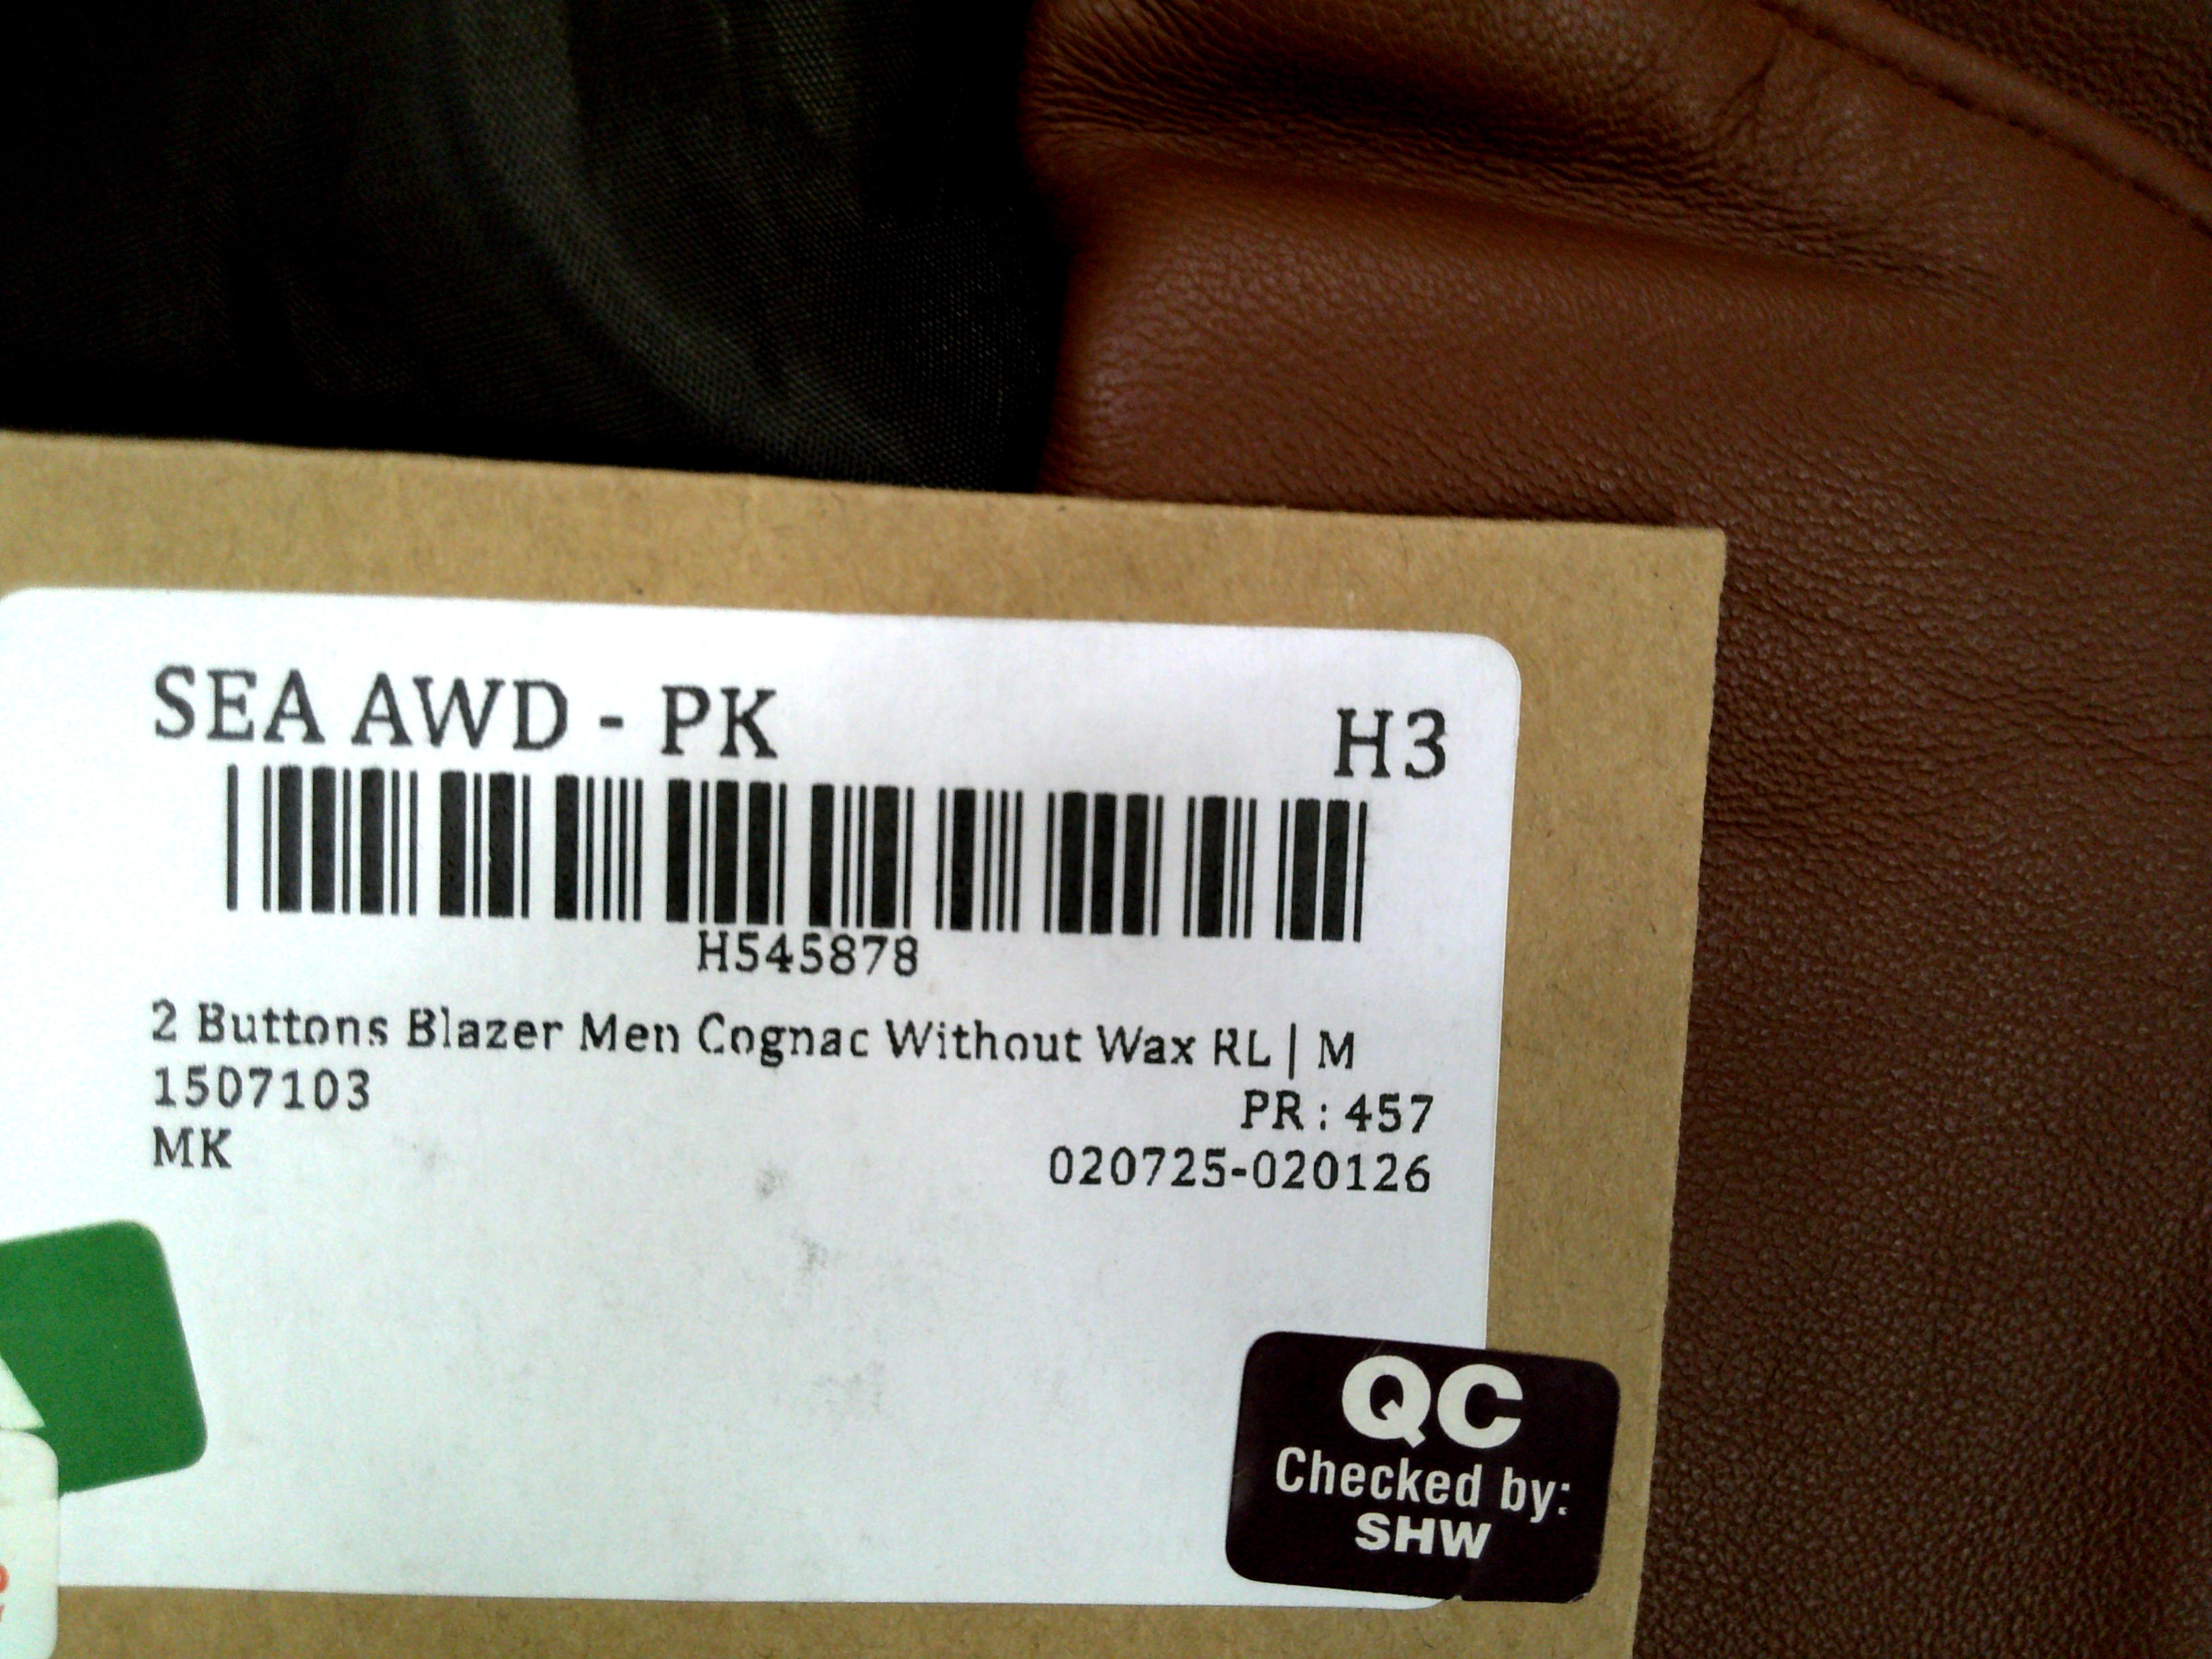 SEA AWD - PK
H3
H545878
2 Buttons Blazer Men Cognac Without Wax RL | M
1507103
PR : 457
MK
020725-020126
QC
Checked by:
SHW